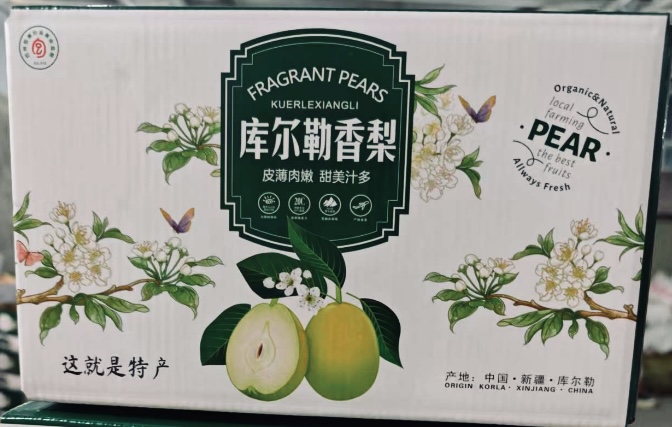 FRAGRANT PEARS
KUERLEXIANGLI
库尔勒香梨
皮薄肉嫩 甜美汁多
20C
Organic&Natural
local
farming
·PEAR·
the best
fruits
Allways Fresh
这就是特产
产地：中国·新疆·库尔勒
ORIGIN KORLA · XINJIANG · CHINA